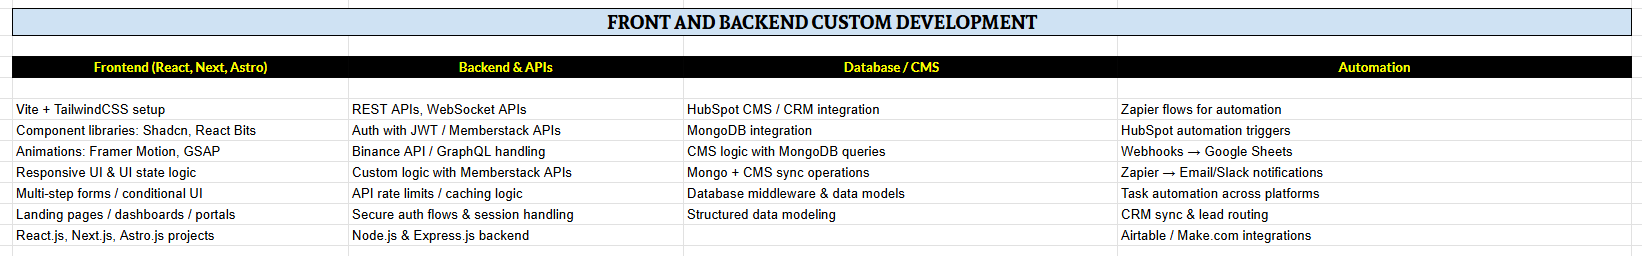 FRONT AND BACKEND CUSTOM DEVELOPMENT
Frontend (React, Next, Astro) Backend & APIs Database / CMS Automation
Vite + TailwindCSS setup REST APIs, WebSocket APIs HubSpot CMS / CRM integration Zapier flows for automation
Component libraries: Shadcn, React Bits Auth with JWT / Memberstack APIs MongoDB integration HubSpot automation triggers
Animations: Framer Motion, GSAP Binance API / GraphQL handling CMS logic with MongoDB queries Webhooks → Google Sheets
Responsive UI & UI state logic Custom logic with Memberstack APIs Mongo + CMS sync operations Zapier → Email/Slack notifications
Multi-step forms / conditional UI API rate limits / caching logic Database middleware & data models Task automation across platforms
Landing pages / dashboards / portals Secure auth flows & session handling Structured data modeling CRM sync & lead routing
React.js, Next.js, Astro.js projects Node.js & Express.js backend Airtable / Make.com integrations